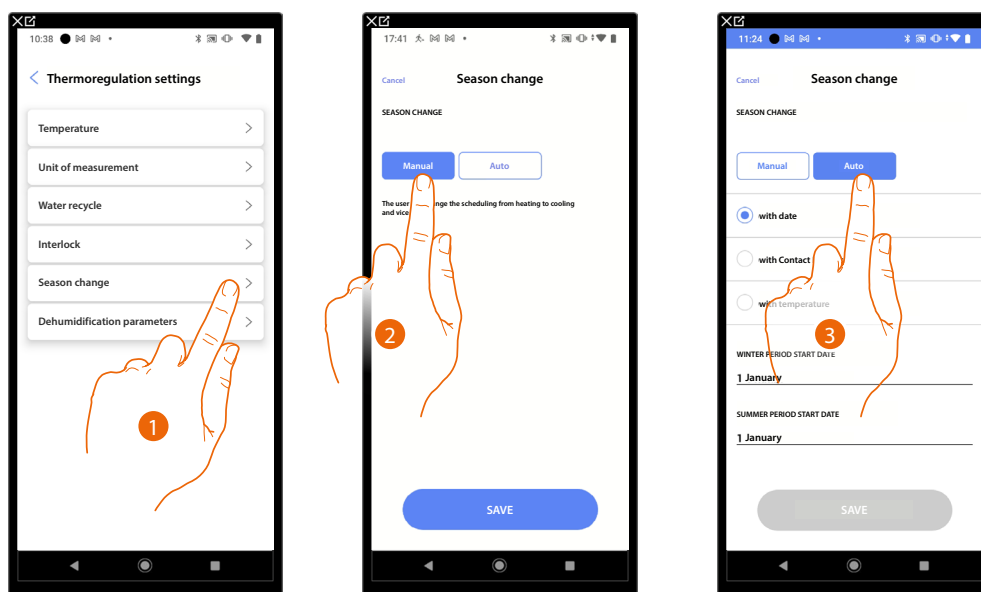 10:38
Thermoregulation settings
Temperature
Unit of measurement
Water recycle
Interlock
Season change
Dehumidification parameters
1
17:41
Cancel
Season change
SEASON CHANGE
Manual
Auto
The user nge the scheduling from heating to cooling
and vice
2
SAVE
11:24
Cancel
Season change
SEASON CHANGE
Manual
Auto
with date
with Contact
with temperature
3
WINTER PERIOD START DATE
1 January
SUMMER PERIOD START DATE
1 January
SAVE